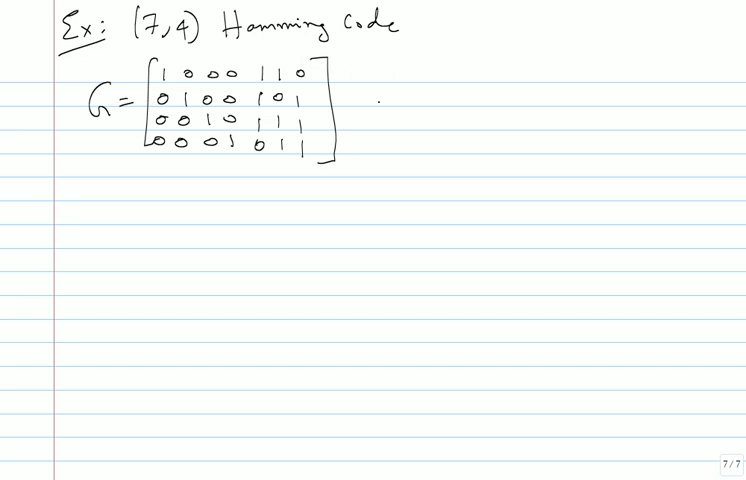 Ex: (7,4) Hamming Code
G = [1 0 0 0 1 1 0
0 1 0 0 1 0 1
0 0 1 0 1 1 1
0 0 0 1 0 1 1]
7/7